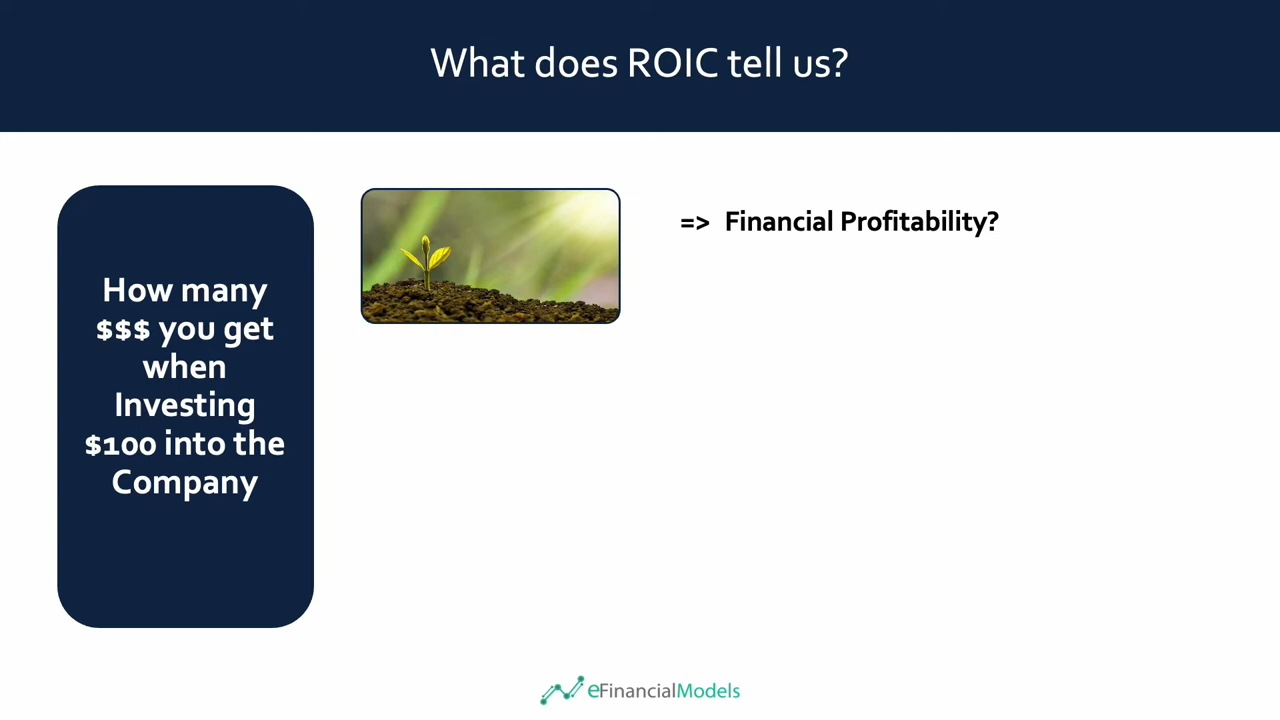 What does ROIC tell us?
How many
$$$ you get
when
Investing
$100 into the
Company
=> Financial Profitability?
eFinancialModels